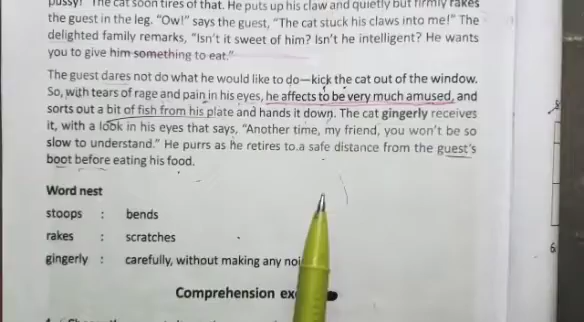 pussy! The cat soon tires of that. He puts up his claw and quietly but firmly rakes
the guest in the leg. "Ow!" says the guest, "The cat stuck his claws into me!" The
delighted family remarks, "Isn't it sweet of him? Isn't he intelligent? He wants
you to give him something to eat."
The guest dares not do what he would like to do—kick the cat out of the window.
So, with tears of rage and pain in his eyes, he affects to be very much amused, and
sorts out a bit of fish from his plate and hands it down. The cat gingerly receives
it, with a look in his eyes that says, "Another time, my friend, you won't be so
slow to understand." He purrs as he retires to a safe distance from the guest's
boot before eating his food.
Word nest
stoops : bends
rakes : scratches
gingerly : carefully, without making any
Comprehension
6